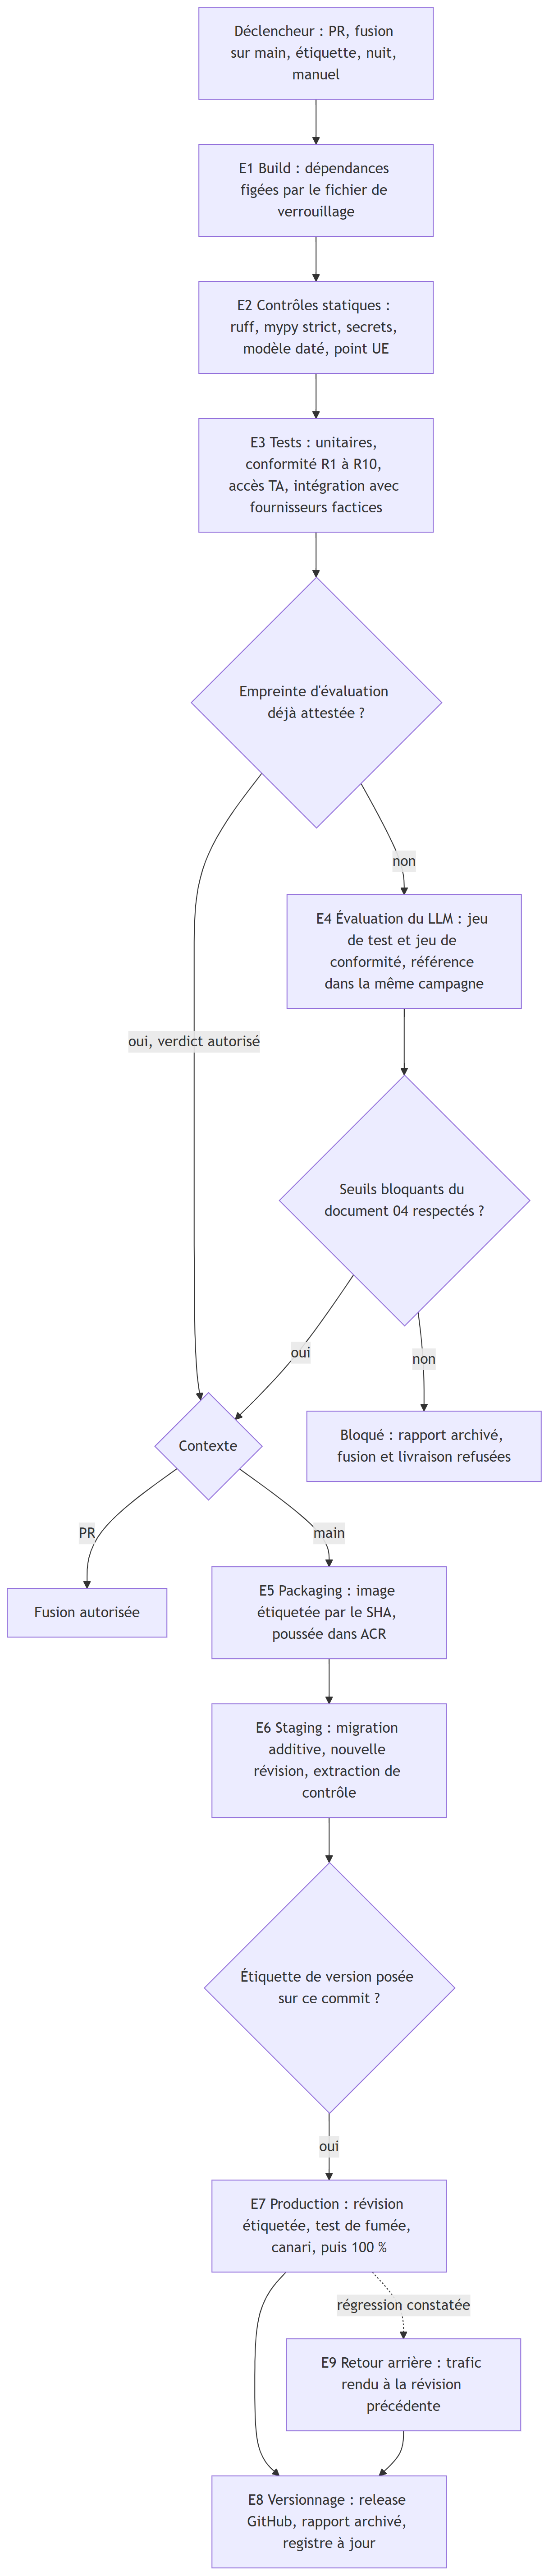 Déclencheur : PR, fusion
sur main, étiquette, nuit,
manuel
E1 Build : dépendances
figées par le fichier de
verrouillage
E2 Contrôles statiques :
ruff, mypy strict, secrets,
modèle daté, point UE
E3 Tests : unitaires,
conformité R1 à R10,
accès TA, intégration avec
fournisseurs factices
Empreinte d'évaluation
déjà attestée ?
non
E4 Évaluation du LLM : jeu
de test et jeu de
conformité, référence
dans la même campagne
oui, verdict autorisé
Seuils bloquants du
document 04 respectés ?
oui
non
Contexte
Bloqué : rapport archivé,
fusion et livraison refusées
PR
main
Fusion autorisée
E5 Packaging : image
étiquetée par le SHA,
poussée dans ACR
E6 Staging : migration
additive, nouvelle
révision, extraction de
contrôle
Étiquette de version posée
sur ce commit ?
oui
E7 Production : révision
étiquetée, test de fumée,
canari, puis 100 %
régression constatée
E9 Retour arrière : trafic
rendu à la révision
précédente
E8 Versionnage : release
GitHub, rapport archivé,
registre à jour